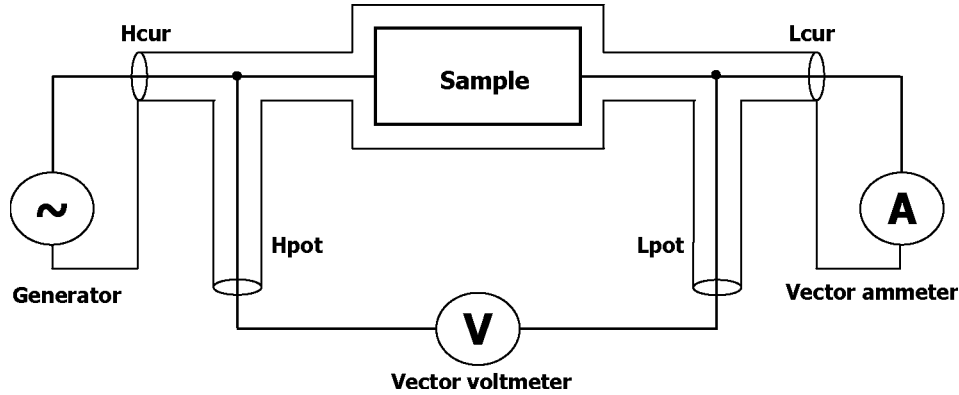 Hcur
Lcur
Sample
~
A
Hpot
Lpot
Generator
Vector ammeter
V
Vector voltmeter